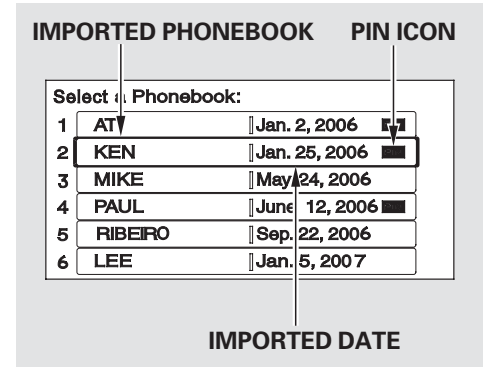 IMPORTED PHONEBOOK PIN ICON
Select a Phonebook:
1 AT Jan. 2, 2006
2 KEN Jan. 25, 2006
3 MIKE May 24, 2006
4 PAUL June 12, 2006
5 RIBEIRO Sep. 22, 2006
6 LEE Jan. 5, 2007
IMPORTED DATE